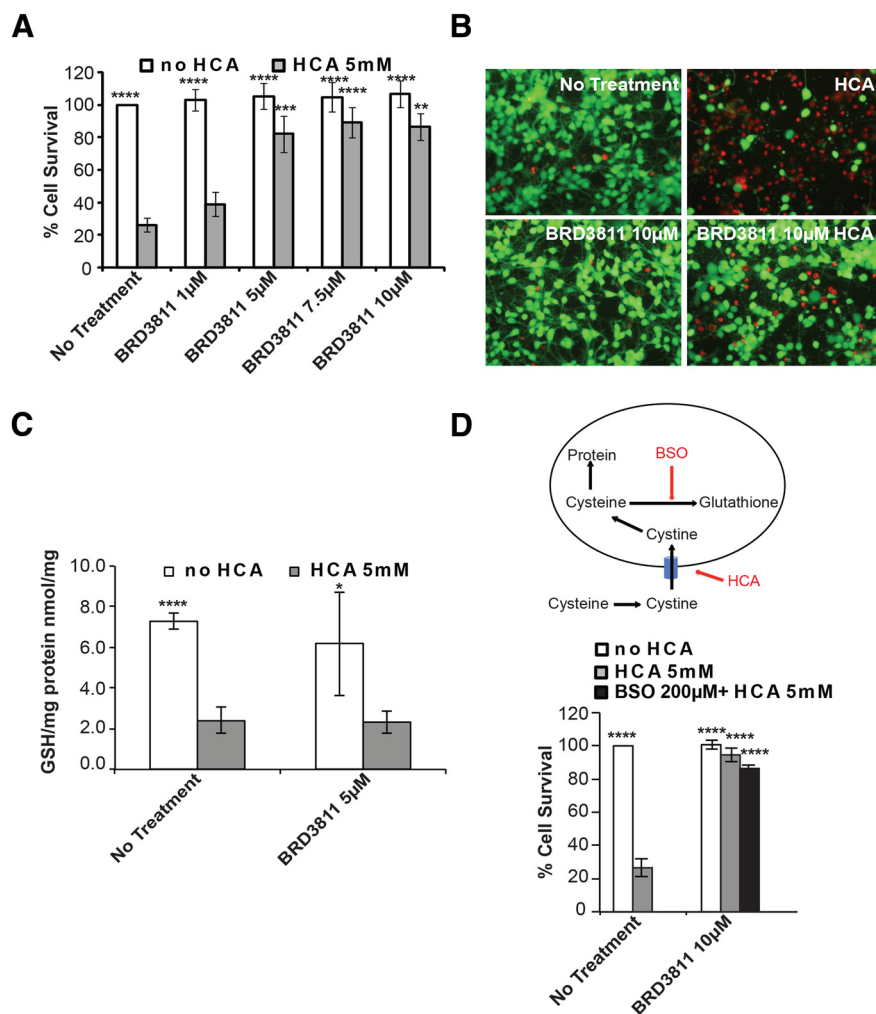 A
no HCA HCA 5mM
**** **** **** **** ****
*** **** **
120
100
80
60
40
20
0
% Cell Survival
No Treatment
BRD3811 1µM
BRD3811 5µM
BRD3811 7.5µM
BRD3811 10µM
B
No Treatment
HCA
BRD3811 10µM
BRD3811 10µM HCA
C
no HCA HCA 5mM
**** *
10.0
8.0
6.0
4.0
2.0
0.0
GSH/mg protein nmol/mg
No Treatment
BRD3811 5µM
D
Protein BSO
Cysteine Glutathione
Cystine
HCA
Cysteine Cystine
no HCA
HCA 5mM
BSO 200µM+ HCA 5mM
**** **** **** ****
120
100
80
60
40
20
0
% Cell Survival
No Treatment
BRD3811 10µM